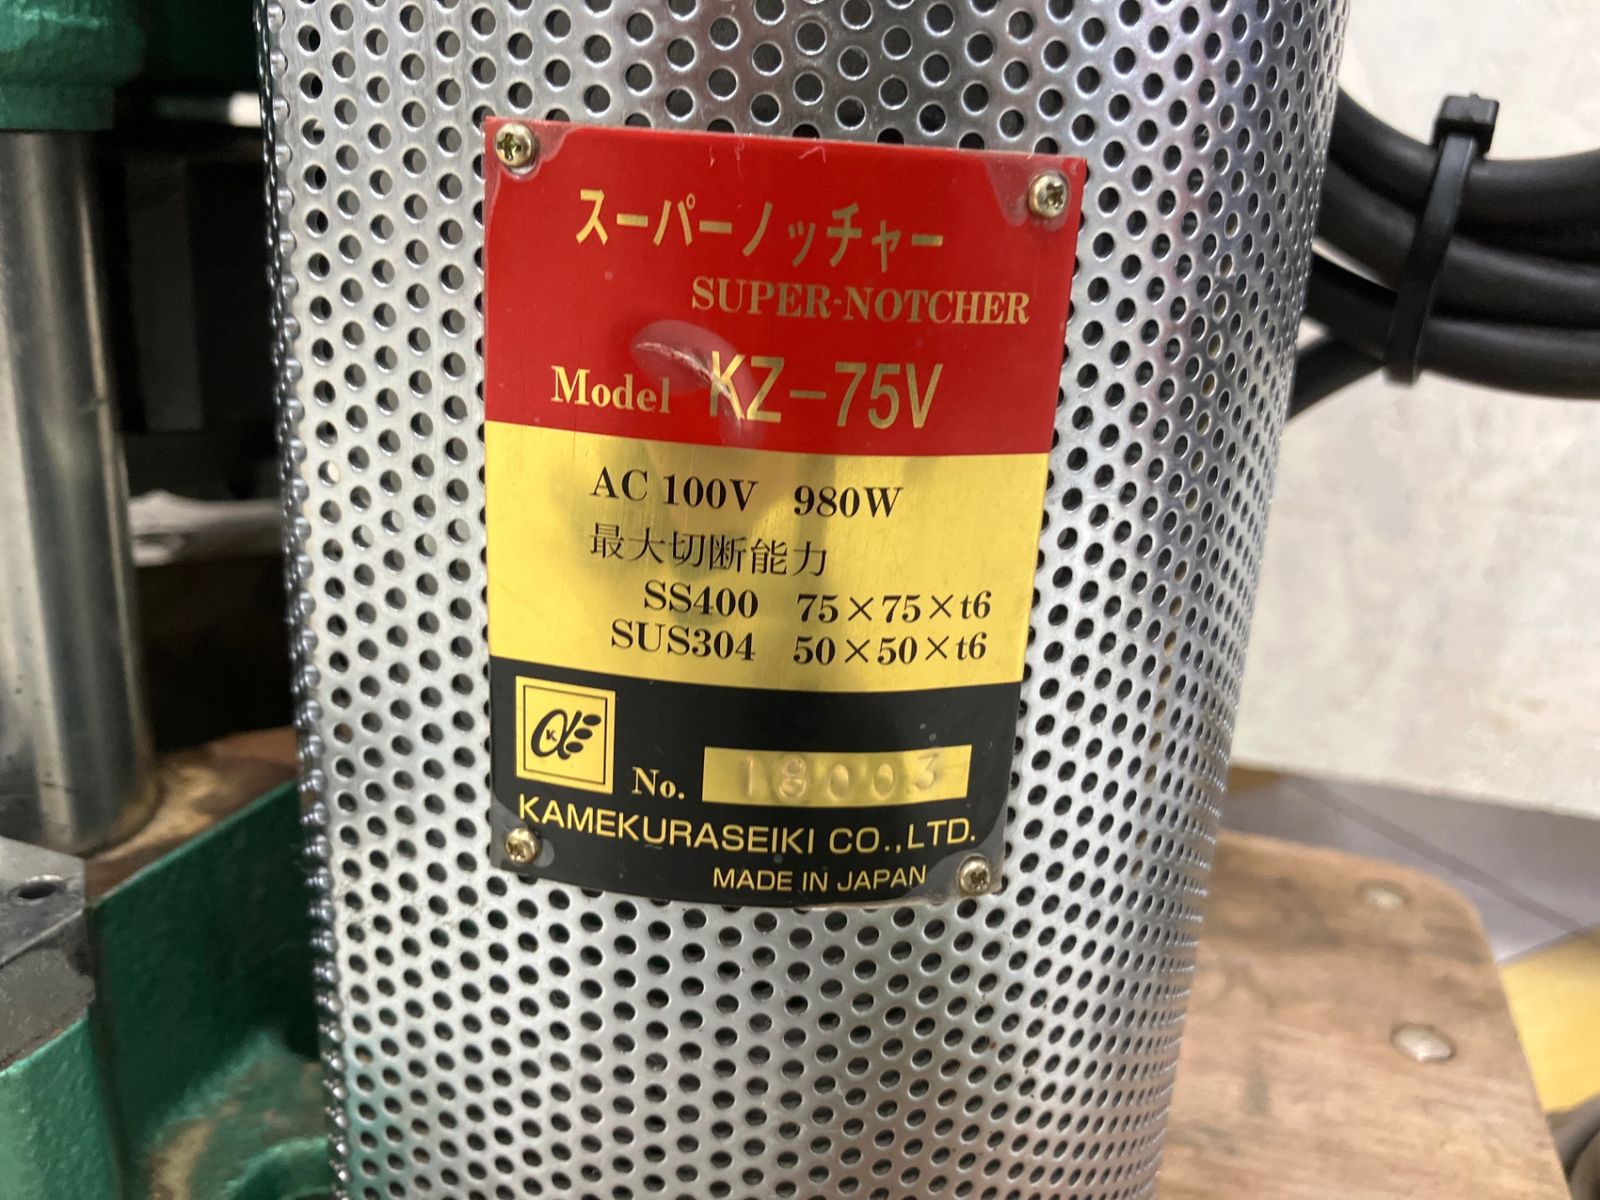 スーパーノッチャー
SUPER-NOTCHER
Model KZ-75V
AC 100V 980W
最大切断能力
SS400 75×75×t6
SUS304 50×50×t6
K
No. 18003
KAMEKURASEIKI CO.,LTD.
MADE IN JAPAN